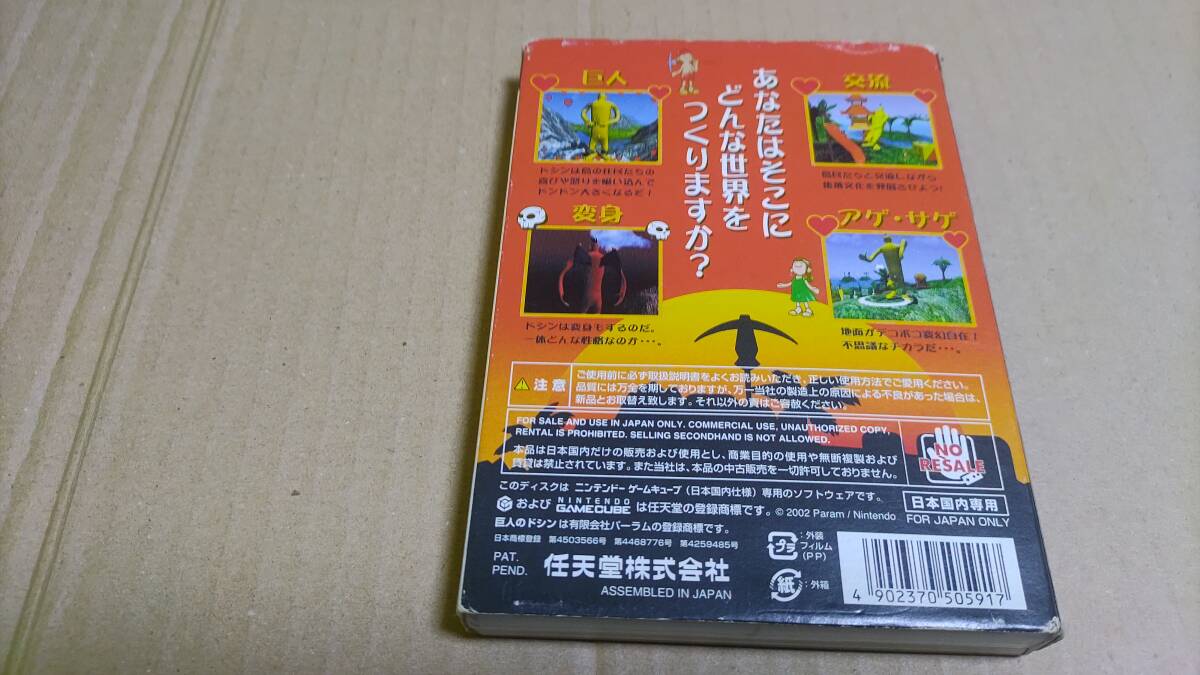 あなたはそこに
どんな世界を
つくりますか？
巨人
ドシンは島の住民たちの
喜びや怒りを吸い込んで
ドンドン大きくなるぞ！
交流
島民たちと交流しながら
集落文化を発展させよう！
変身
ドシンは変身もするのだ。
一体どんな性格なのか・・・。
アゲ・サゲ
地面がデコボコ変幻自在！
不思議なチカラだ・・・。
注意
ご使用前に必ず取扱説明書をよくお読みいただき、正しい使用方法でご愛用ください。
品質には万全を期しておりますが、万一当社の製造上の原因による不良があった場合は、
新品とお取替え致します。それ以外の責はご容赦ください。
FOR SALE AND USE IN JAPAN ONLY. COMMERCIAL USE, UNAUTHORIZED COPY,
RENTAL IS PROHIBITED. SELLING SECONDHAND IS NOT ALLOWED.
本品は日本国内だけの販売および使用とし、商業目的の使用や無断複製および
賃貸は禁止されています。また当社は、本品の中古販売を一切許可しておりません。
NO
RESALE
このディスクは ニンテンドー ゲームキューブ（日本国内仕様）専用のソフトウェアです。
および NINTENDO GAMECUBE は任天堂の登録商標です。 © 2002 Param / Nintendo
巨人のドシンは有限会社パーラムの登録商標です。
日本商標登録 第4503566号 第4468776号 第4259485号
日本国内専用
FOR JAPAN ONLY
PAT.
PEND.
任天堂株式会社
ASSEMBLED IN JAPAN
プラ
：外装
フィルム
（PP）
紙
：外箱
4 902370 505917